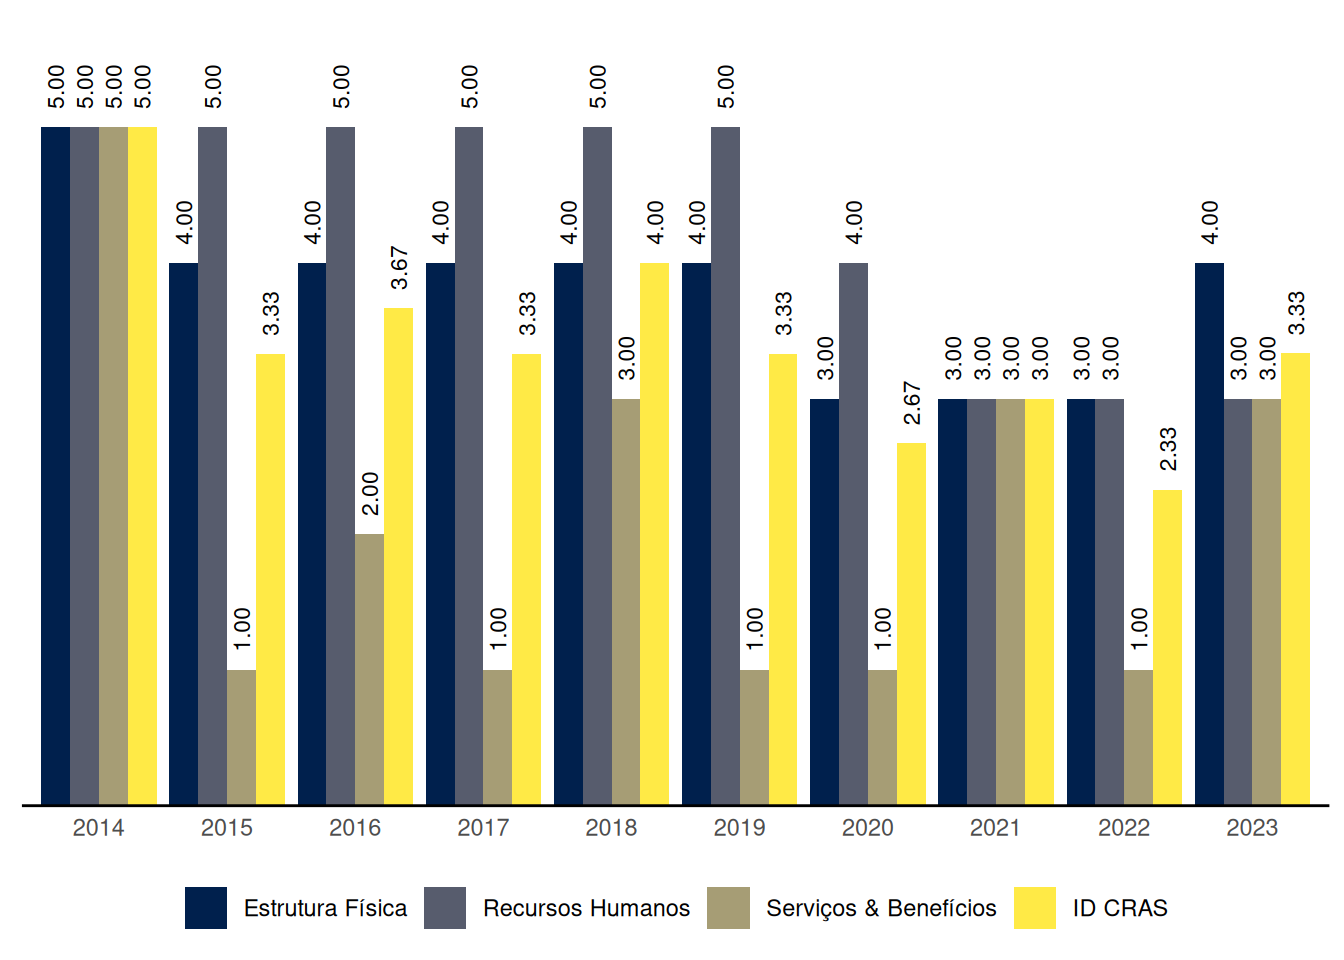 5.00 5.00 5.00 5.00 4.00 5.00 1.00 3.33 4.00 5.00 2.00 3.67 4.00 5.00 1.00 3.33 4.00 5.00 3.00 4.00 4.00 5.00 1.00 3.33 3.00 4.00 1.00 2.67 3.00 3.00 3.00 3.00 3.00 3.00 1.00 2.33 4.00 3.00 3.00 3.33
2014 2015 2016 2017 2018 2019 2020 2021 2022 2023
Estrutura Física Recursos Humanos Serviços & Benefícios ID CRAS